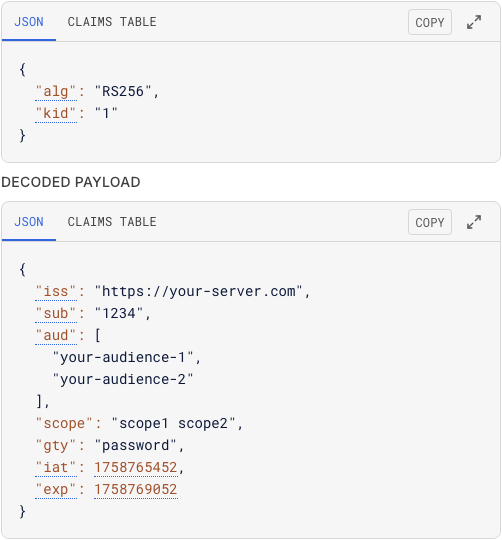 JSON CLAIMS TABLE COPY
{
"alg": "RS256",
"kid": "1"
}
DECODED PAYLOAD
JSON CLAIMS TABLE COPY
{
"iss": "https://your-server.com",
"sub": "1234",
"aud": [
"your-audience-1",
"your-audience-2"
],
"scope": "scope1 scope2",
"gty": "password",
"iat": 1758765452,
"exp": 1758769052
}